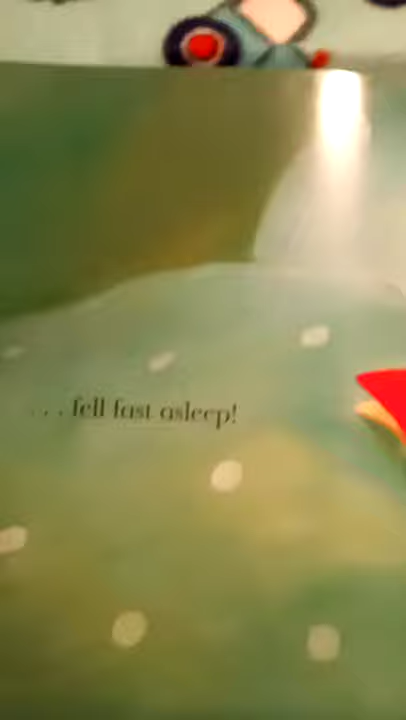 . . . fell fast asleep!